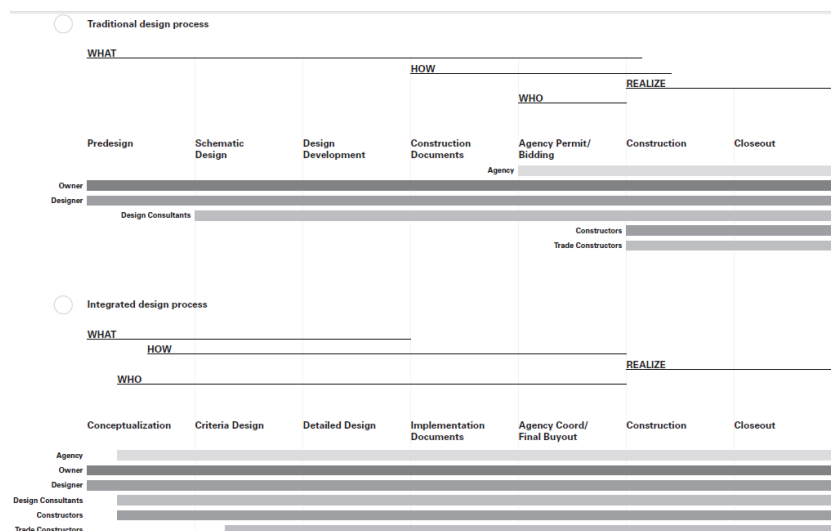 Traditional design process
WHAT
HOW
REALIZE
WHO
Predesign
Schematic
Design
Design
Development
Construction
Documents
Agency Permit/
Bidding
Construction
Closeout
Agency
Owner
Designer
Design Consultants
Constructors
Trade Constructors
Integrated design process
WHAT
HOW
REALIZE
WHO
Conceptualization
Criteria Design
Detailed Design
Implementation
Documents
Agency Coord/
Final Buyout
Construction
Closeout
Agency
Owner
Designer
Design Consultants
Constructors
Trade Constructors